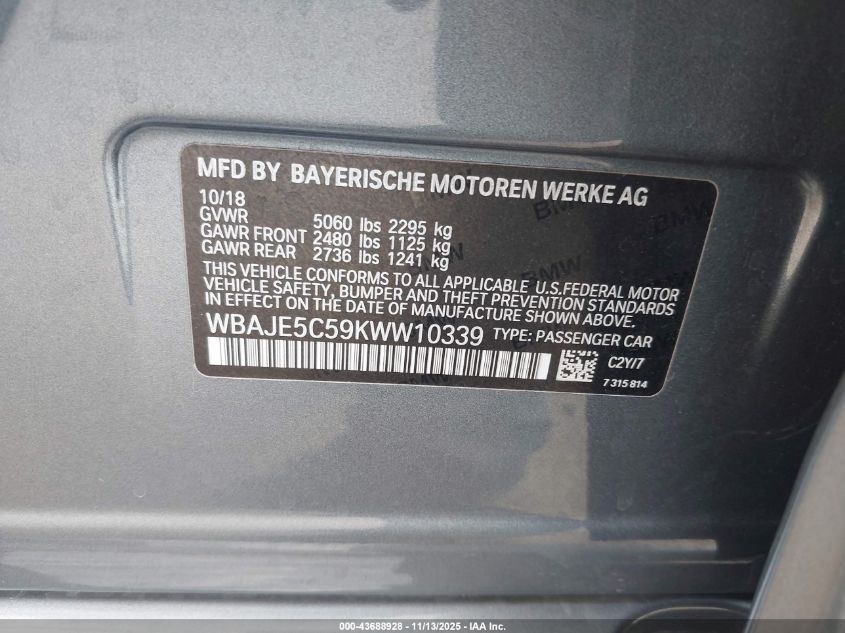 MFD BY BAYERISCHE MOTOREN WERKE AG
10/18
GVWR 5060 lbs 2295 kg
GAWR FRONT 2480 lbs 1125 kg
GAWR REAR 2736 lbs 1241 kg
THIS VEHICLE CONFORMS TO ALL APPLICABLE U.S.FEDERAL MOTOR
VEHICLE SAFETY, BUMPER AND THEFT PREVENTION STANDARDS
IN EFFECT ON THE DATE OF MANUFACTURE SHOWN ABOVE.
WBAJE5C59KWW10339 TYPE: PASSENGER CAR
C2Y/7
7 315 814
000-43688928 - 11/13/2025 - IAA Inc.